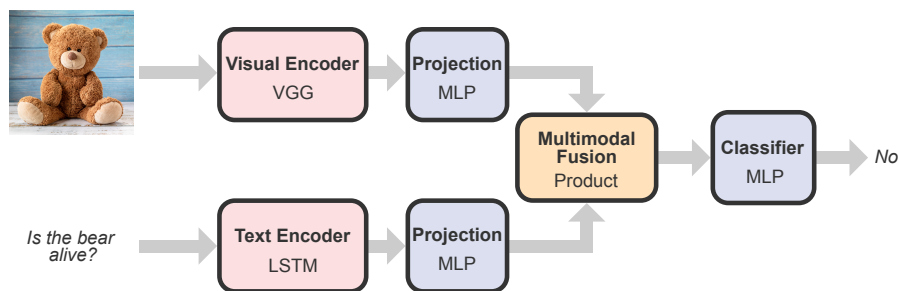 Visual Encoder
VGG
Projection
MLP
Multimodal
Fusion
Product
Classifier
MLP
No
Is the bear
alive?
Text Encoder
LSTM
Projection
MLP